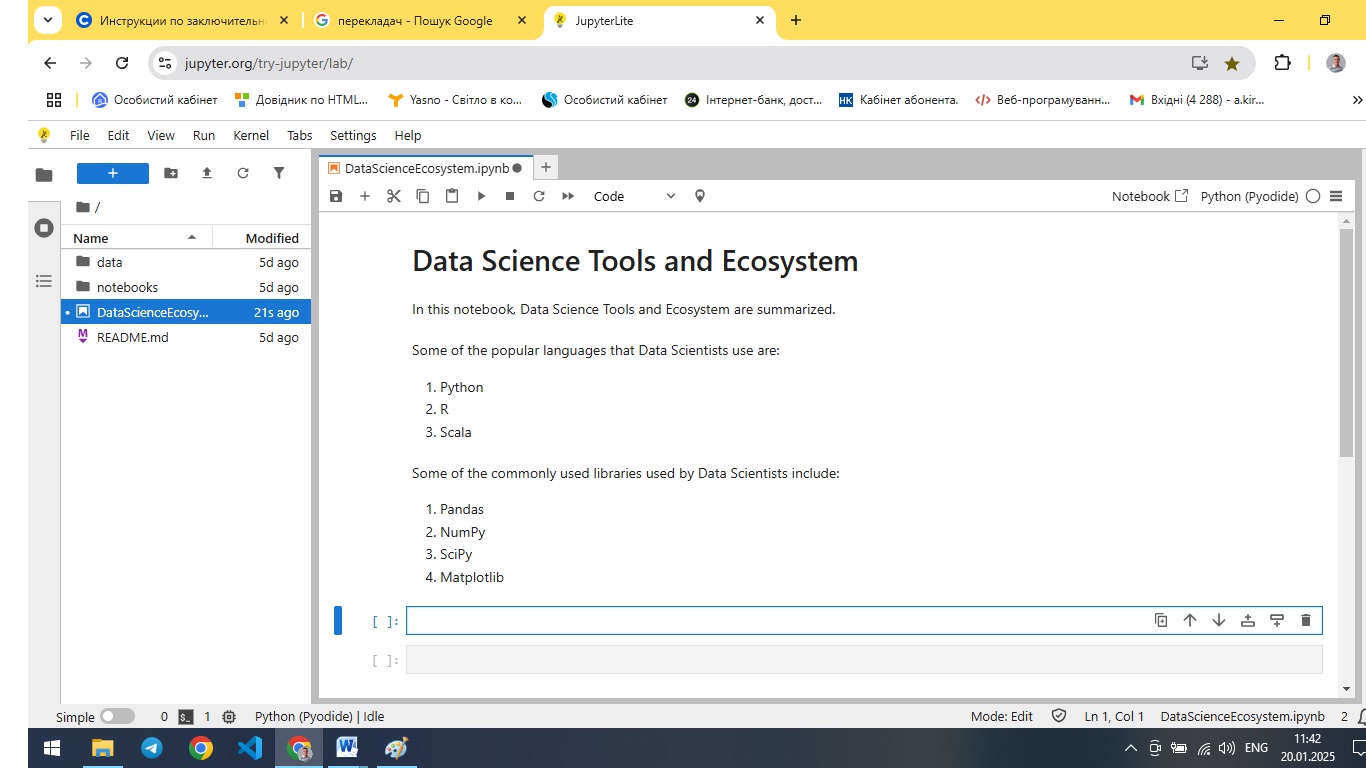 Инструкции по заключительн
перекладач - Пошук Google
JupyterLite
jupyter.org/try-jupyter/lab/
Особистий кабінет
Довідник по HTML...
Yasno - Світло в ко...
Особистий кабінет
24 Інтернет-банк, дост...
НК Кабінет абонента.
</> Веб-програмуванн...
Вхідні (4 288) - a.kir...
File Edit View Run Kernel Tabs Settings Help
DataScienceEcosystem.ipynb
Code
Notebook
Python (Pyodide)
/
Name Modified
data 5d ago
notebooks 5d ago
DataScienceEcosy... 21s ago
README.md 5d ago
Data Science Tools and Ecosystem
In this notebook, Data Science Tools and Ecosystem are summarized.
Some of the popular languages that Data Scientists use are:
1. Python
2. R
3. Scala
Some of the commonly used libraries used by Data Scientists include:
1. Pandas
2. NumPy
3. SciPy
4. Matplotlib
[ ]:
[ ]:
Simple 0 1 Python (Pyodide) | Idle
Mode: Edit Ln 1, Col 1 DataScienceEcosystem.ipynb 2
ENG
11:42
20.01.2025